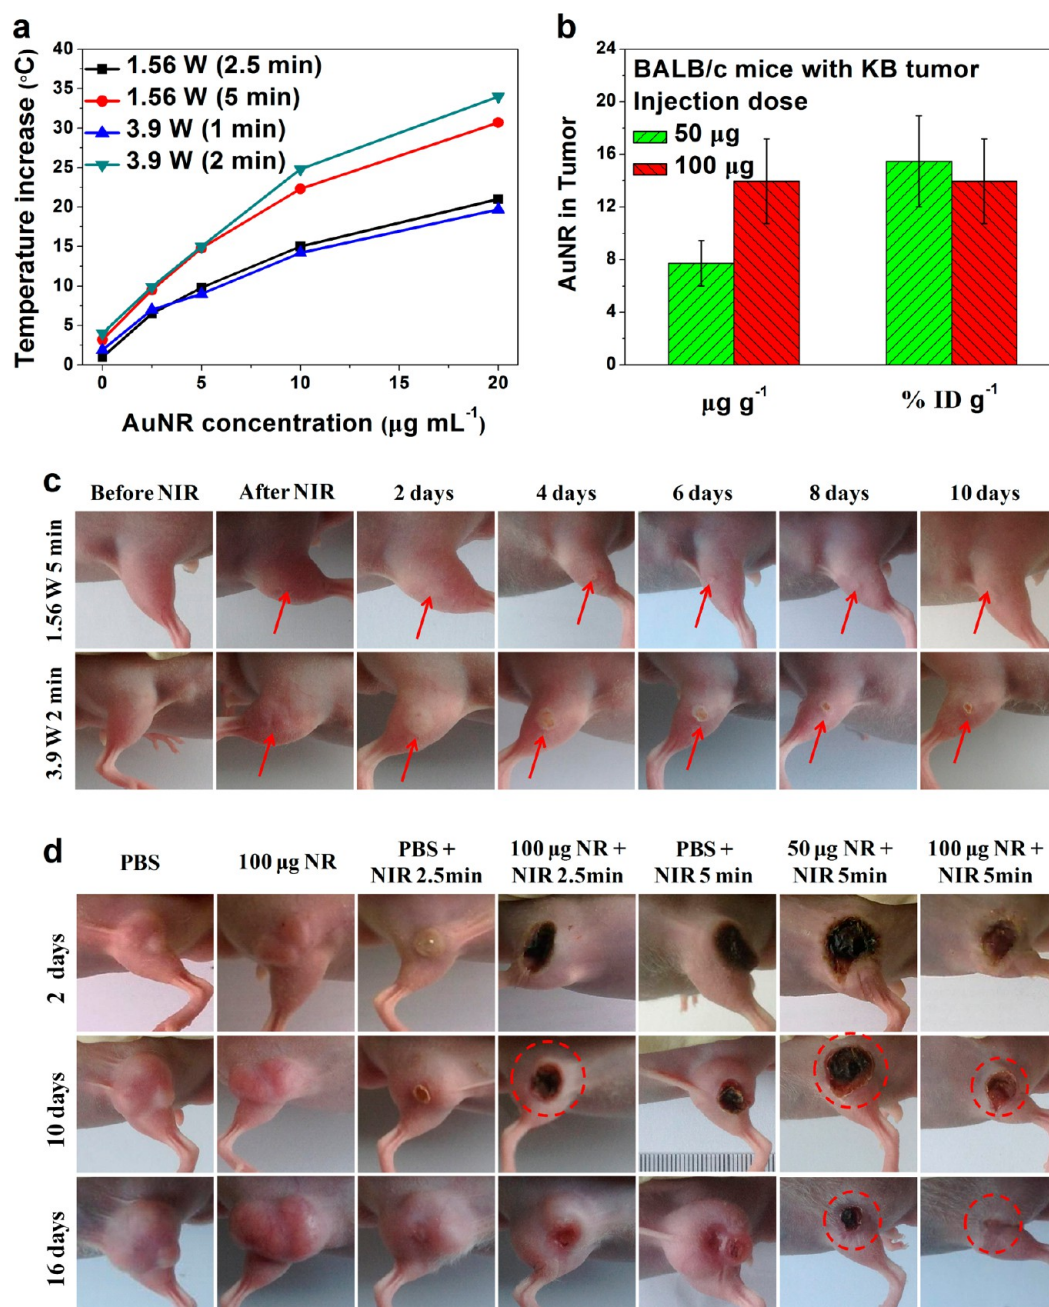 a
Temperature increase (°C)
40
35
30
25
20
15
10
5
0
1.56 W (2.5 min)
1.56 W (5 min)
3.9 W (1 min)
3.9 W (2 min)
0 5 10 15 20
AuNR concentration (µg mL⁻¹)
b
AuNR in Tumor
24
20
16
12
8
4
0
BALB/c mice with KB tumor
Injection dose
50 µg
100 µg
µg g⁻¹ % ID g⁻¹
c
Before NIR After NIR 2 days 4 days 6 days 8 days 10 days
1.56 W 5 min
3.9 W 2 min
d
PBS 100 µg NR PBS + NIR 2.5min 100 µg NR + NIR 2.5min PBS + NIR 5 min 50 µg NR + NIR 5min 100 µg NR + NIR 5min
2 days
10 days
16 days